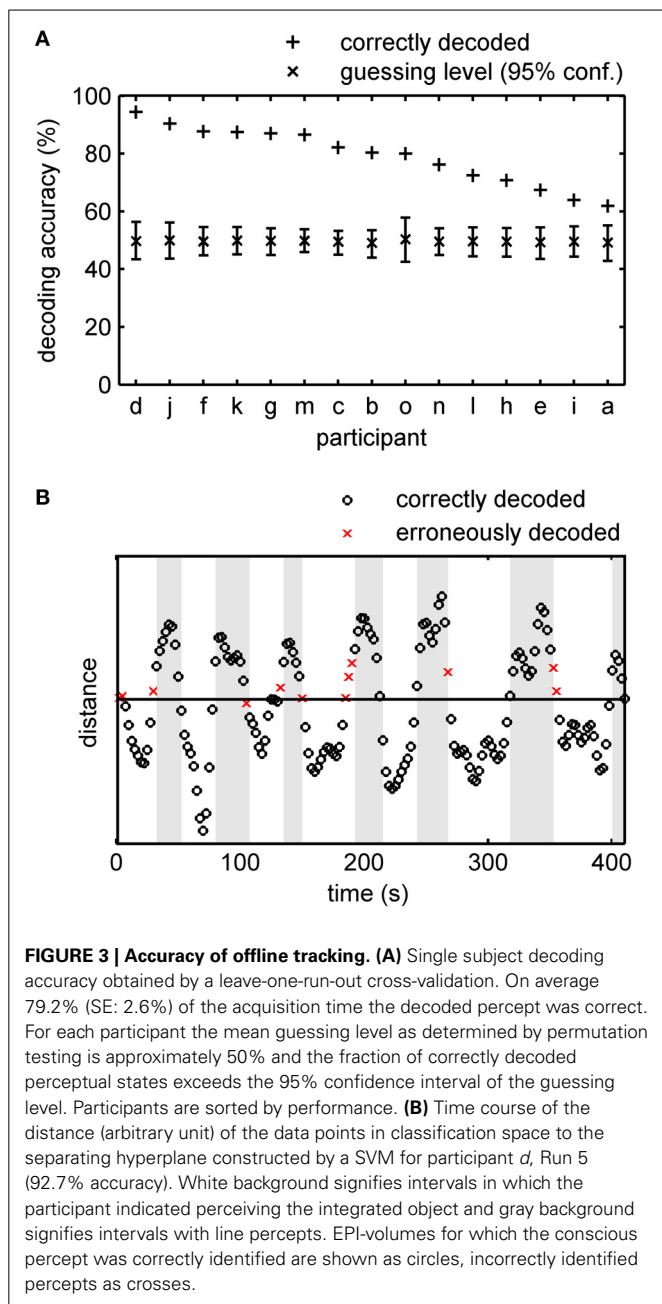 A
+ correctly decoded
× guessing level (95% conf.)
100
80
60
40
20
0
decoding accuracy (%)
d j f k g m c b o n l h e i a
participant
B
o correctly decoded
× erroneously decoded
distance
0 100 200 300 400
time (s)
FIGURE 3 | Accuracy of offline tracking. (A) Single subject decoding
accuracy obtained by a leave-one-run-out cross-validation. On average
79.2% (SE: 2.6%) of the acquisition time the decoded percept was correct.
For each participant the mean guessing level as determined by permutation
testing is approximately 50% and the fraction of correctly decoded
perceptual states exceeds the 95% confidence interval of the guessing
level. Participants are sorted by performance. (B) Time course of the
distance (arbitrary unit) of the data points in classification space to the
separating hyperplane constructed by a SVM for participant d, Run 5
(92.7% accuracy). White background signifies intervals in which the
participant indicated perceiving the integrated object and gray background
signifies intervals with line percepts. EPI-volumes for which the conscious
percept was correctly identified are shown as circles, incorrectly identified
percepts as crosses.